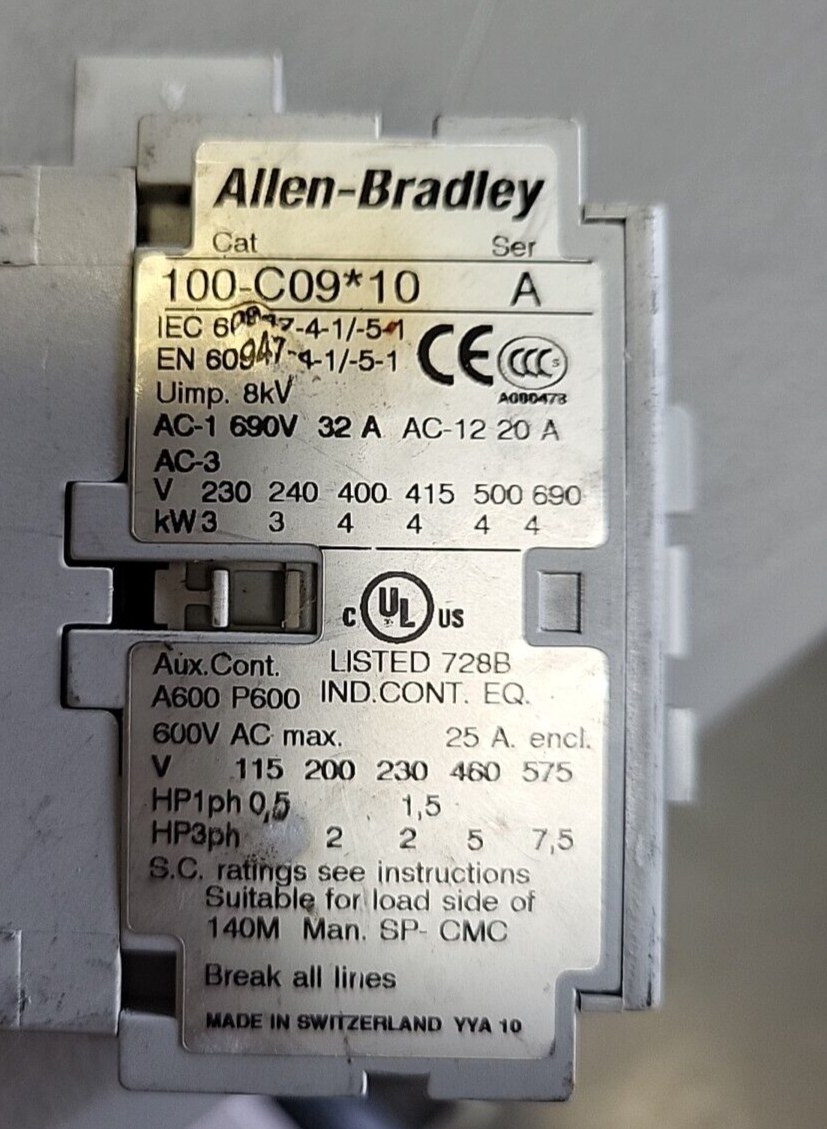 Allen-Bradley
Cat Ser
100-C09*10 A
IEC 60947-4-1/-5-1
EN 60947-4-1/-5-1
CE CCC S
Uimp. 8kV A000473
AC-1 690V 32 A AC-12 20 A
AC-3
V 230 240 400 415 500 690
kW 3 3 4 4 4 4
C UL US
Aux.Cont. LISTED 728B
A600 P600 IND.CONT. EQ.
600V AC max. 25 A. encl.
V 115 200 230 460 575
HP1ph 0,5 1,5
HP3ph 2 2 5 7,5
S.C. ratings see instructions
Suitable for load side of
140M Man. SP- CMC
Break all lines
MADE IN SWITZERLAND YYA 10